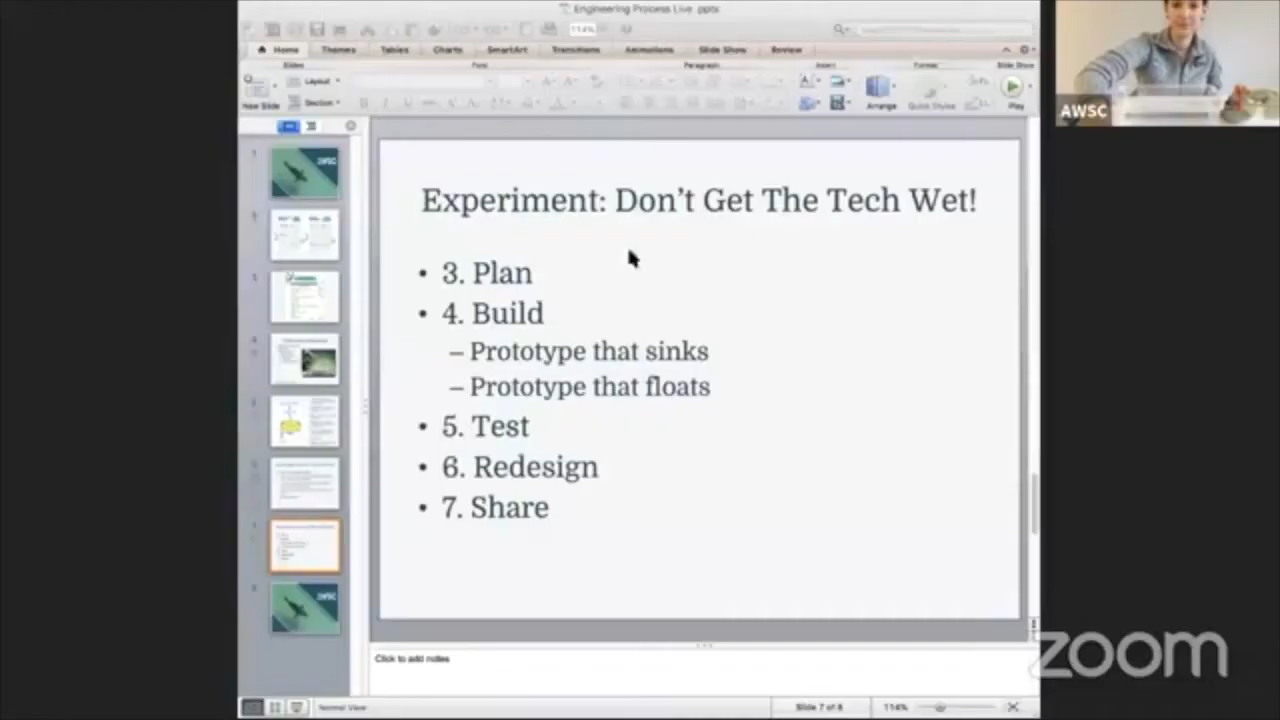 Engineering Process Live .pptx
114%
Home Themes Tables Charts SmartArt Transitions Animations Slide Show Review
Slides Font Paragraph Insert Format Slide Show
Layout
Section
New Slide
Arrange
Quick Styles
Play
AWSC
Experiment: Don’t Get The Tech Wet!
• 3. Plan
• 4. Build
– Prototype that sinks
– Prototype that floats
• 5. Test
• 6. Redesign
• 7. Share
Click to add notes
Normal View
Slide 7 of 8
114%
zoom